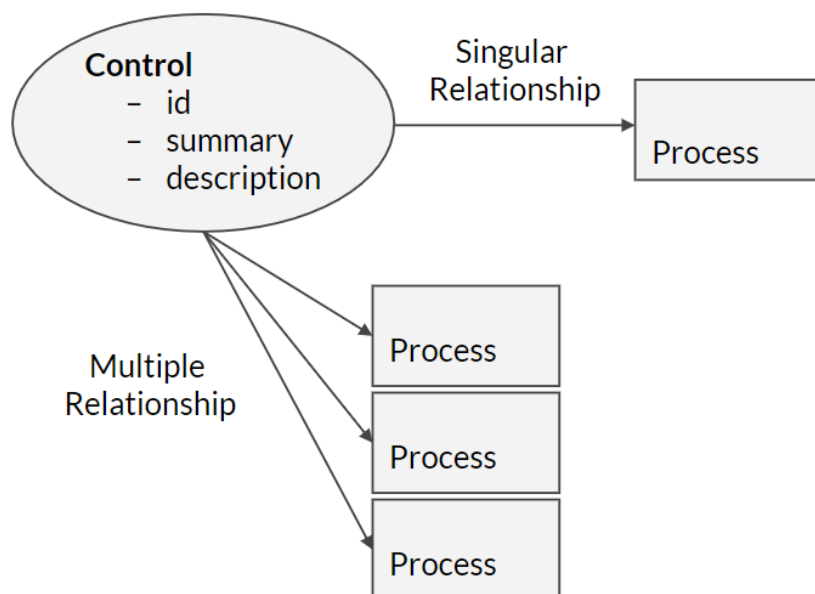 Control
– id
– summary
– description
Singular
Relationship
Process
Multiple
Relationship
Process
Process
Process